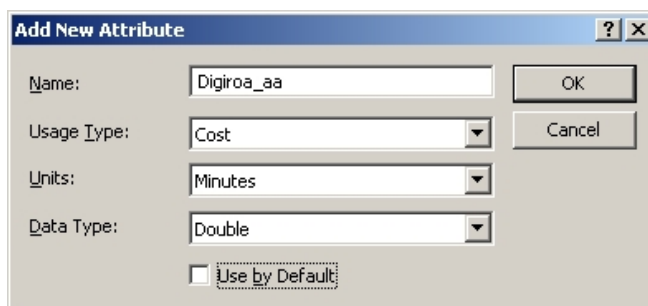 Add New Attribute
Name: Digiroa_aa OK
Usage Type: Cost Cancel
Units: Minutes
Data Type: Double
Use by Default